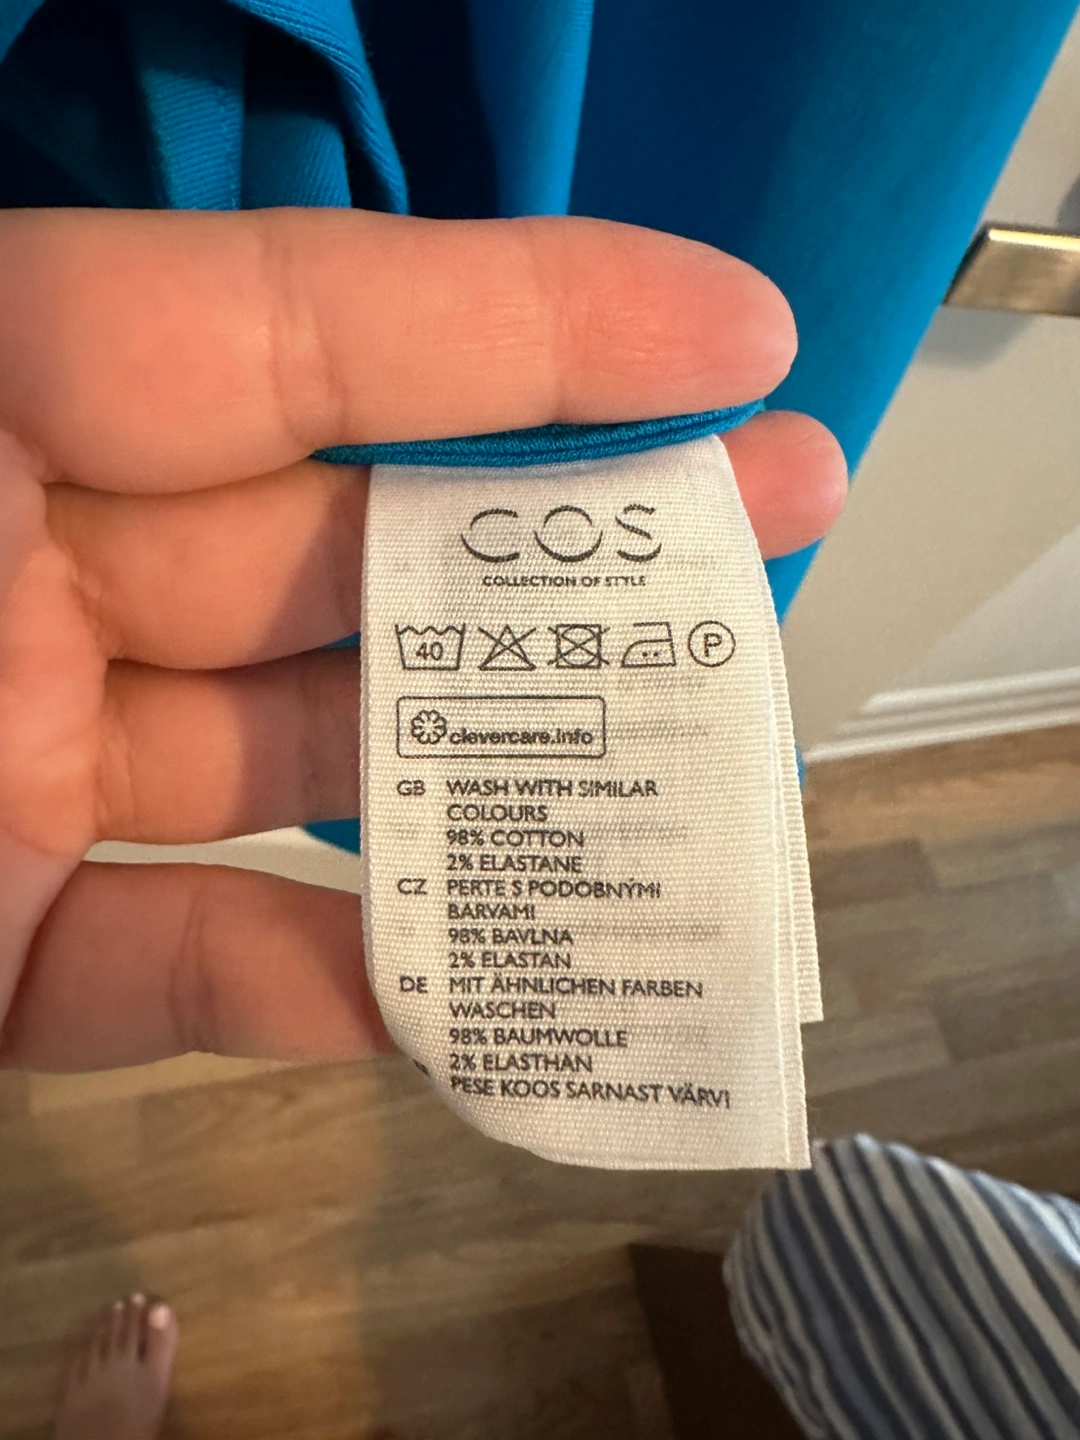 COS
COLLECTION OF STYLE
40 P
clevercare.info
GB WASH WITH SIMILAR
COLOURS
98% COTTON
2% ELASTANE
CZ PERTE S PODOBNÝMI
BARVAMI
98% BAVLNA
2% ELASTAN
DE MIT ÄHNLICHEN FARBEN
WASCHEN
98% BAUMWOLLE
2% ELASTHAN
PESE KOOS SARNAST VÄRVI